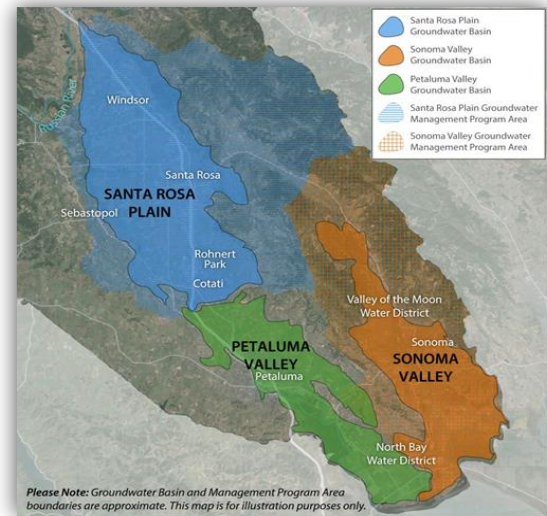 Santa Rosa Plain
Groundwater Basin
Sonoma Valley
Groundwater Basin
Petaluma Valley
Groundwater Basin
Santa Rosa Plain Groundwater
Management Program Area
Sonoma Valley Groundwater
Management Program Area
Russian River
Windsor
Santa Rosa
SANTA ROSA
PLAIN
Sebastopol
Rohnert
Park
Cotati
Valley of the Moon
Water District
PETALUMA
VALLEY
Petaluma
Sonoma
SONOMA
VALLEY
North Bay
Water District
Please Note: Groundwater Basin and Management Program Area
boundaries are approximate. This map is for illustration purposes only.